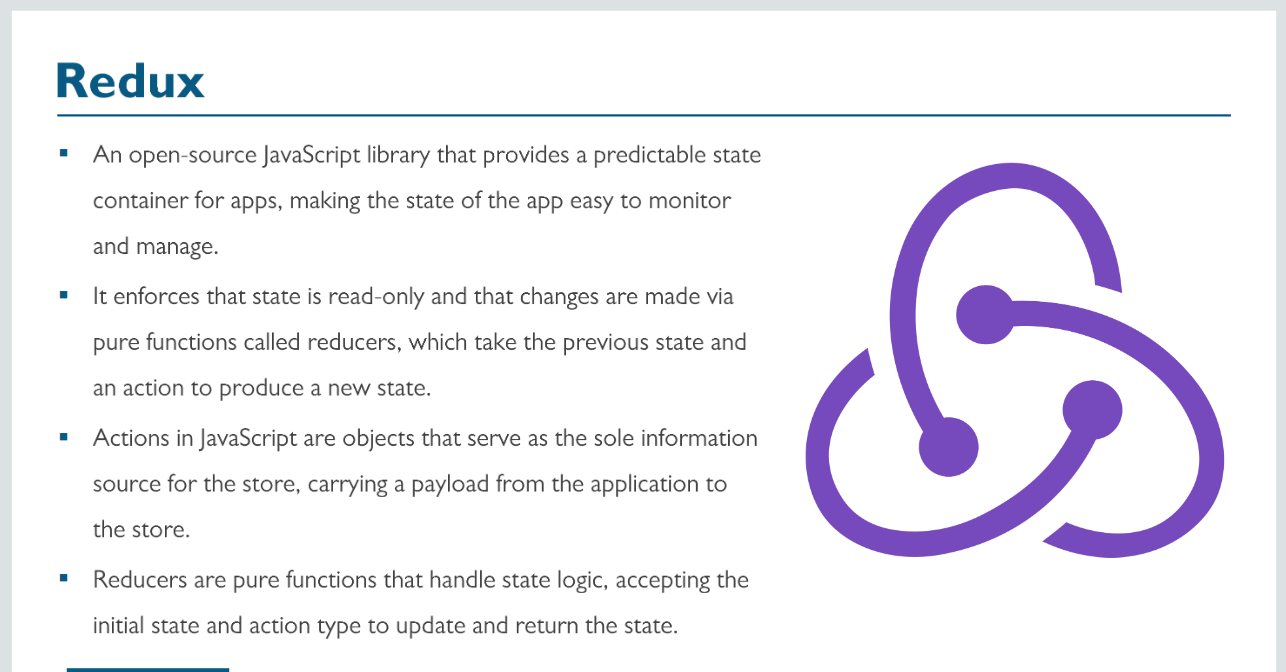 Redux
▪ An open-source JavaScript library that provides a predictable state
container for apps, making the state of the app easy to monitor
and manage.
▪ It enforces that state is read-only and that changes are made via
pure functions called reducers, which take the previous state and
an action to produce a new state.
▪ Actions in JavaScript are objects that serve as the sole information
source for the store, carrying a payload from the application to
the store.
▪ Reducers are pure functions that handle state logic, accepting the
initial state and action type to update and return the state.